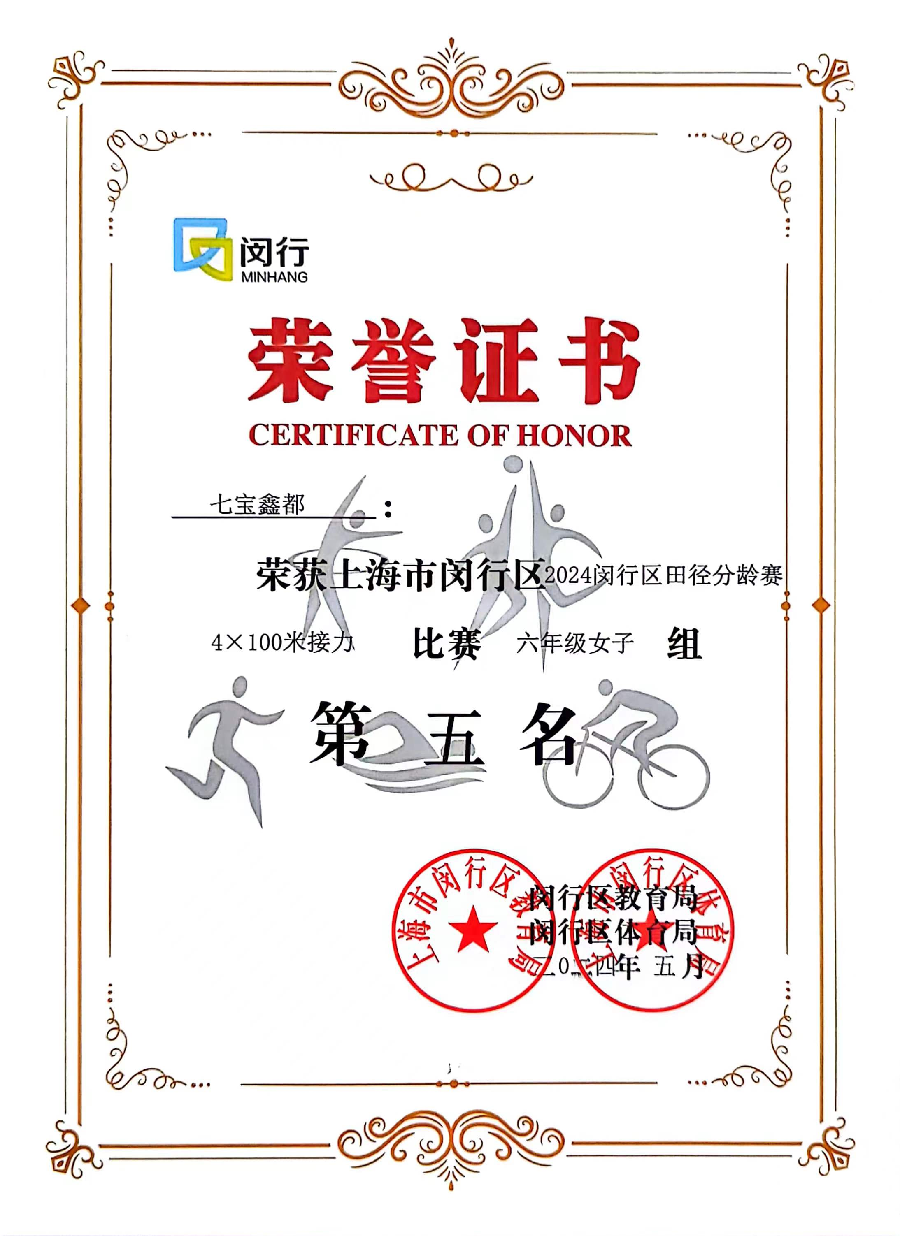 闵行
MINHANG
荣誉证书
CERTIFICATE OF HONOR
七宝鑫都：
荣获上海市闵行区2024闵行区田径分龄赛
4×100米接力 比赛 六年级女子 组
第 五 名
上海市闵行区教育局
上海市闵行区体育局
闵行区教育局
闵行区体育局
二0二四年 五 月